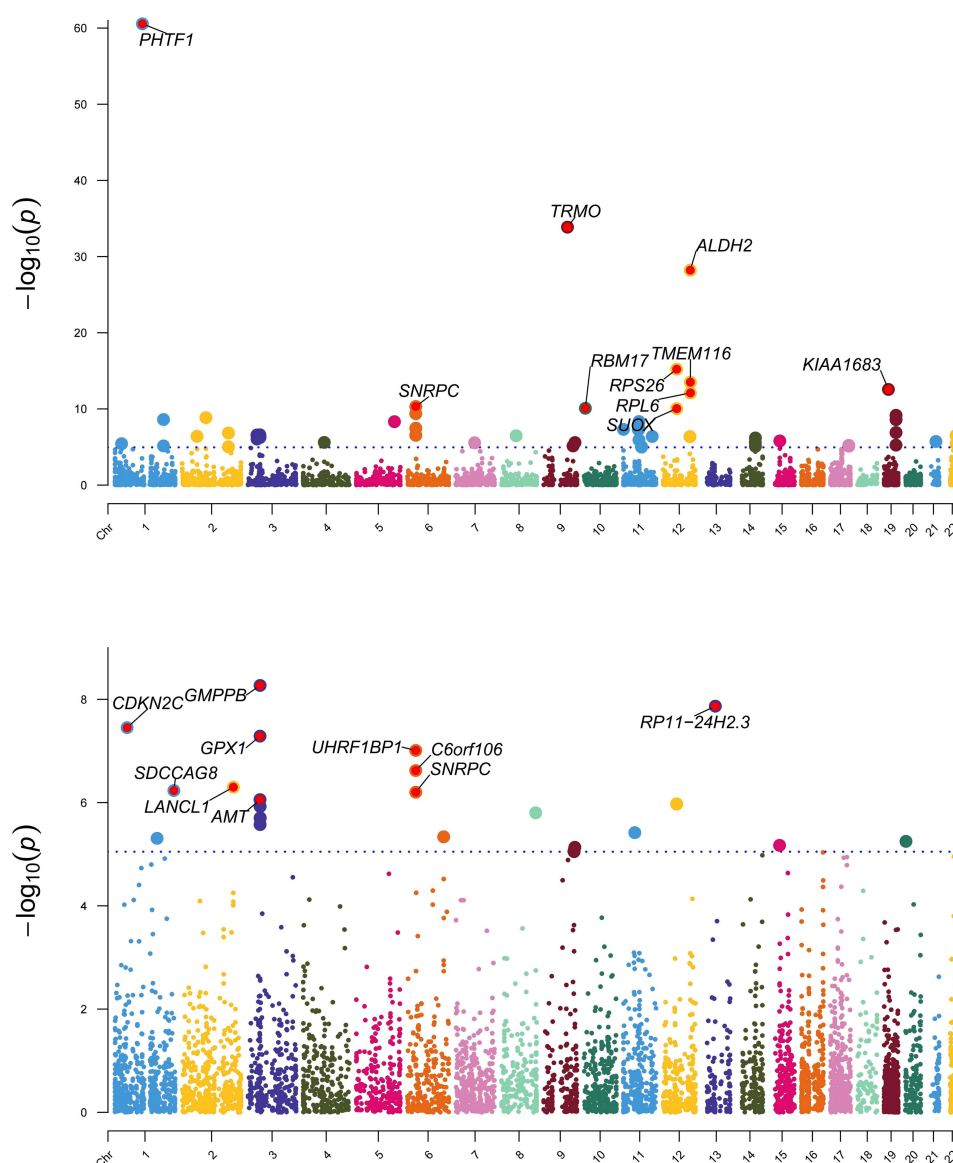 60
PHTF1
50
40
TRMO
30
ALDH2
20
RBM17 TMEM116
KIAA1683
RPS26
SNRPC
RPL6
10
SUOX
0
−log10(p)
Chr 1 2 3 4 5 6 7 8 9 10 11 12 13 14 15 16 17 18 19 20 21
8
GMPPB
CDKN2C
RP11−24H2.3
GPX1
UHRF1BP1
C6orf106
SDCCAG8
SNRPC
LANCL1
AMT
6
4
2
0
−log10(p)
Chr 1 2 3 4 5 6 7 8 9 10 11 12 13 14 15 16 17 18 19 20 21